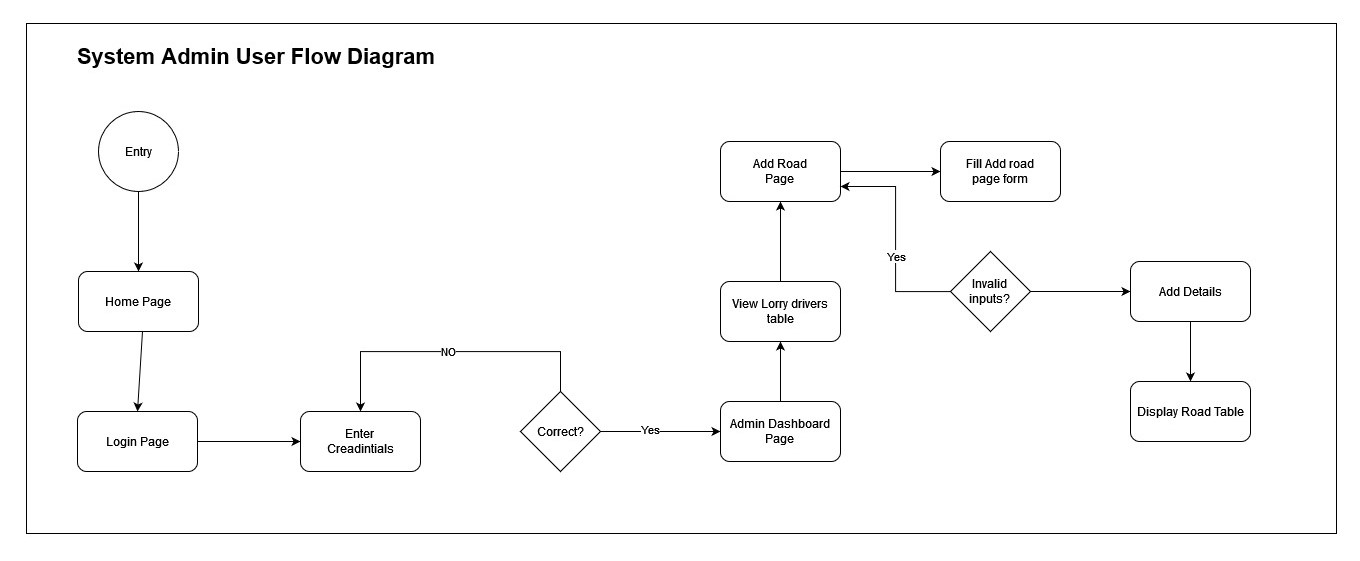 System Admin User Flow Diagram
Entry
Home Page
Login Page
Enter
Creadintials
NO
Correct?
Yes
Admin Dashboard
Page
View Lorry drivers
table
Add Road
Page
Fill Add road
page form
Yes
Invalid
inputs?
Add Details
Display Road Table